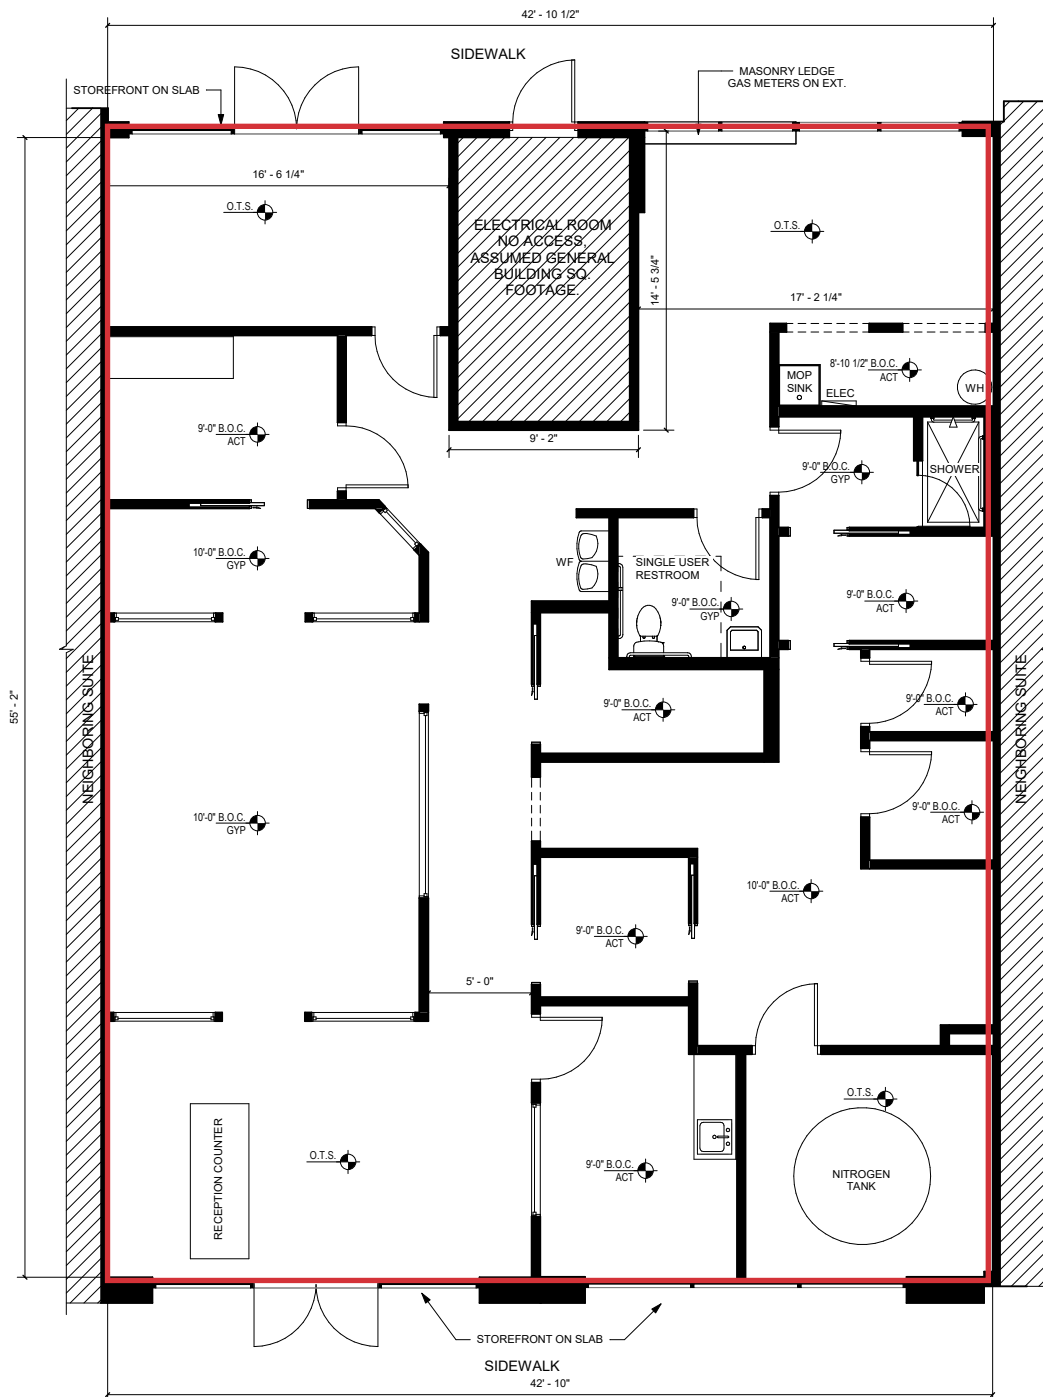 42' - 10 1/2"
SIDEWALK
MASONRY LEDGE
GAS METERS ON EXT.
STOREFRONT ON SLAB
16' - 6 1/4"
O.T.S.
ELECTRICAL ROOM
NO ACCESS,
ASSUMED GENERAL
BUILDING SQ.
FOOTAGE.
14' - 5 3/4"
O.T.S.
17' - 2 1/4"
8'-10 1/2" B.O.C.
ACT
MOP
SINK
ELEC
WH
9'-0" B.O.C.
ACT
9' - 2"
9'-0" B.O.C.
GYP
SHOWER
10'-0" B.O.C.
GYP
WF
SINGLE USER
RESTROOM
9'-0" B.O.C.
GYP
9'-0" B.O.C.
ACT
NEIGHBORING SUITE
55' - 2"
9'-0" B.O.C.
ACT
9'-0" B.O.C.
ACT
NEIGHBORING SUITE
10'-0" B.O.C.
GYP
9'-0" B.O.C.
ACT
10'-0" B.O.C.
ACT
9'-0" B.O.C.
ACT
5' - 0"
O.T.S.
RECEPTION COUNTER
O.T.S.
9'-0" B.O.C.
ACT
NITROGEN
TANK
STOREFRONT ON SLAB
SIDEWALK
42' - 10"